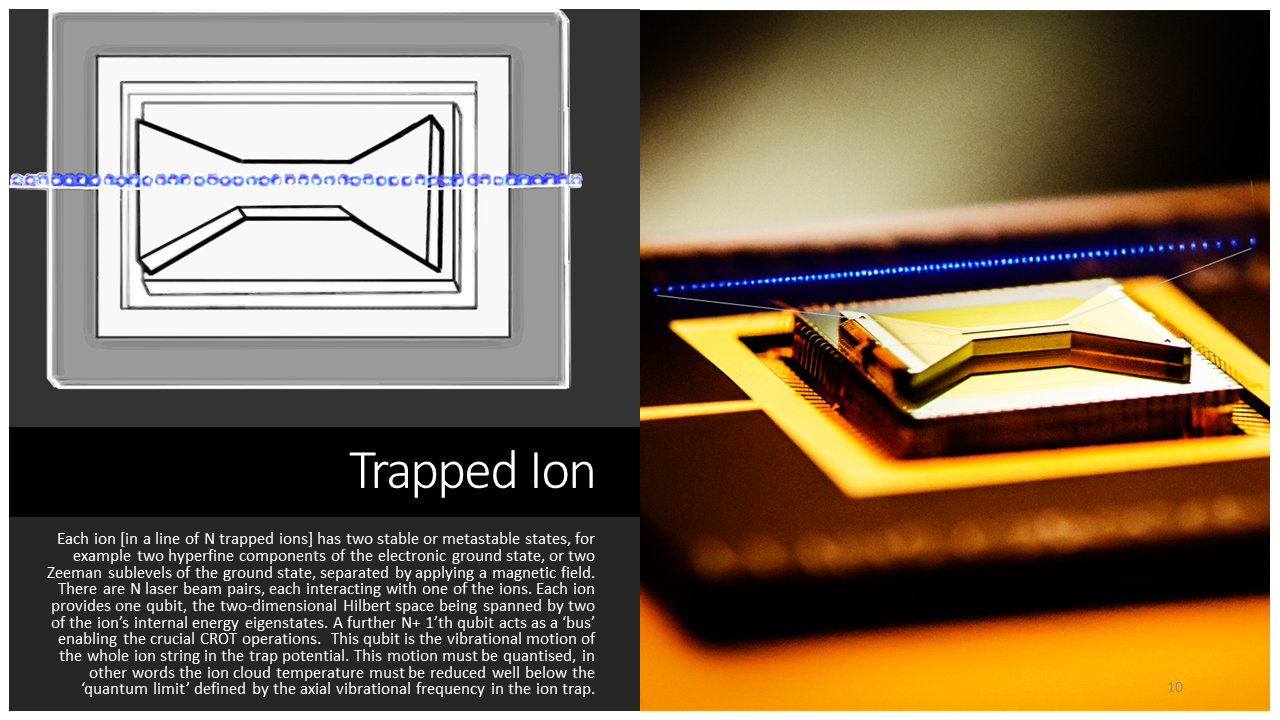 Trapped Ion
Each ion [in a line of N trapped ions] has two stable or metastable states, for
example two hyperfine components of the electronic ground state, or two
Zeeman sublevels of the ground state, separated by applying a magnetic field.
There are N laser beam pairs, each interacting with one of the ions. Each ion
provides one qubit, the two-dimensional Hilbert space being spanned by two
of the ion’s internal energy eigenstates. A further N+ 1’th qubit acts as a ‘bus’
enabling the crucial CROT operations. This qubit is the vibrational motion of
the whole ion string in the trap potential. This motion must be quantised, in
other words the ion cloud temperature must be reduced well below the
‘quantum limit’ defined by the axial vibrational frequency in the ion trap.
10